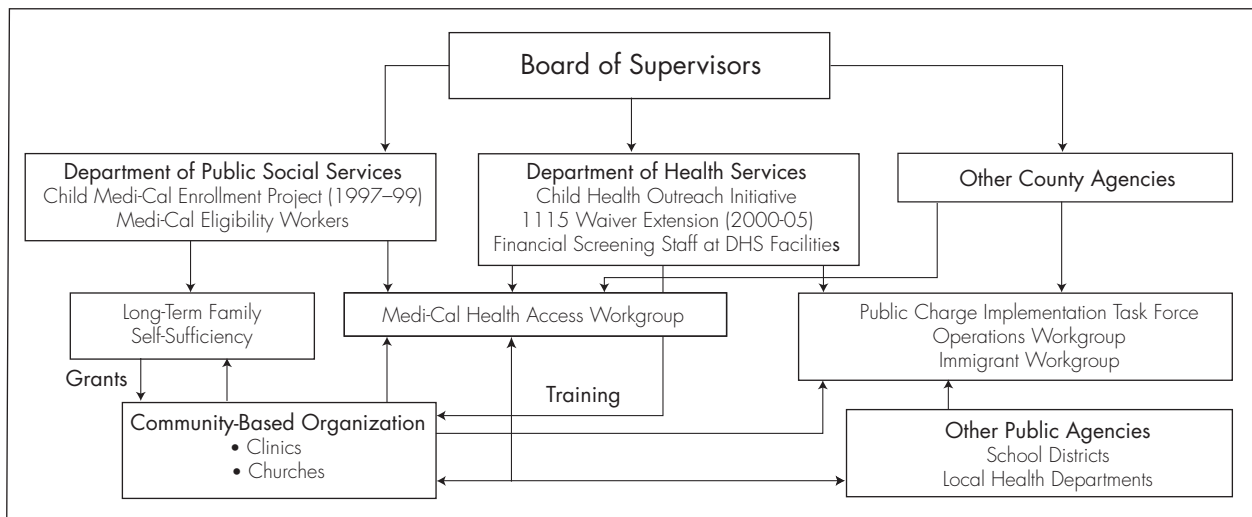 Board of Supervisors
Department of Public Social Services
Child Medi-Cal Enrollment Project (1997–99)
Medi-Cal Eligibility Workers
Department of Health Services
Child Health Outreach Initiative
1115 Waiver Extension (2000-05)
Financial Screening Staff at DHS Facilities
Other County Agencies
Long-Term Family
Self-Sufficiency
Medi-Cal Health Access Workgroup
Public Charge Implementation Task Force
Operations Workgroup
Immigrant Workgroup
Grants
Training
Community-Based Organization
• Clinics
• Churches
Other Public Agencies
School Districts
Local Health Departments